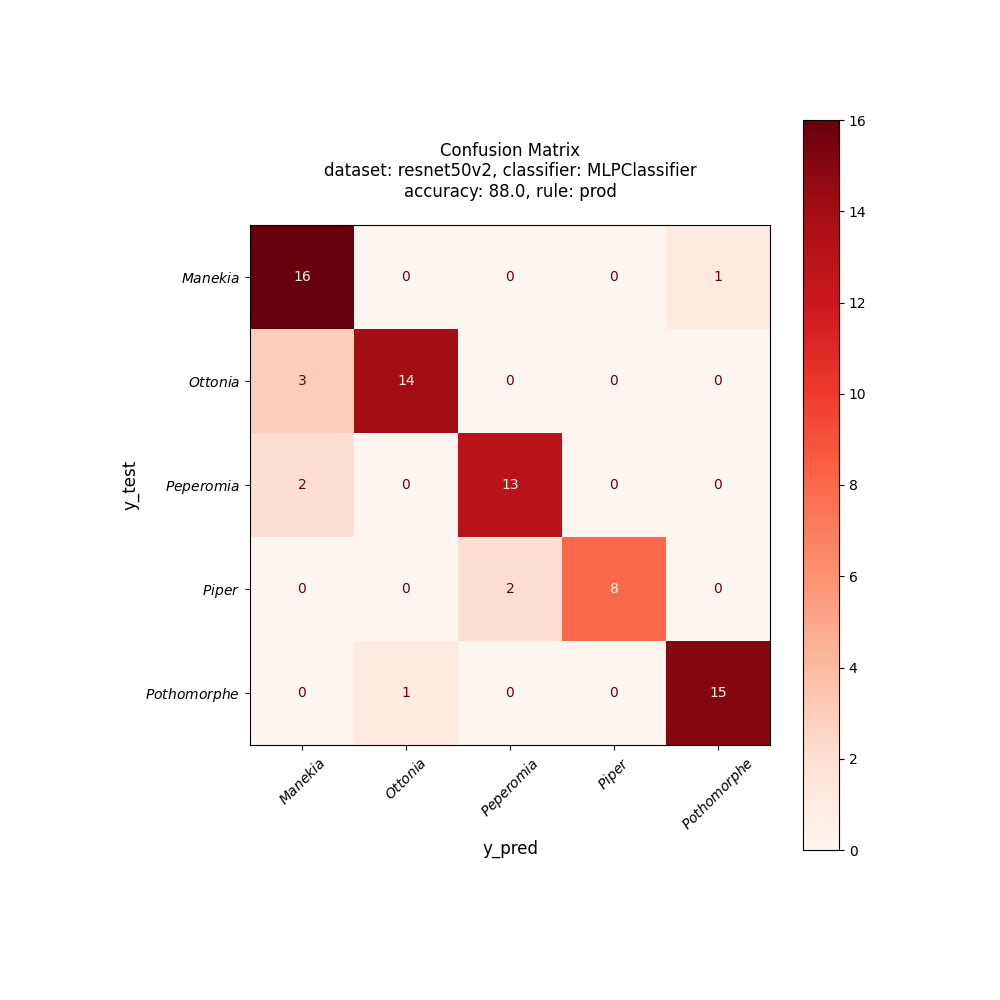 Confusion Matrix
dataset: resnet50v2, classifier: MLPClassifier
accuracy: 88.0, rule: prod
Manekia 16 0 0 0 1
Ottonia 3 14 0 0 0
Peperomia 2 0 13 0 0
Piper 0 0 2 8 0
Pothomorphe 0 1 0 0 15
y_test
Manekia Ottonia Peperomia Piper Pothomorphe
y_pred
16
14
12
10
8
6
4
2
0